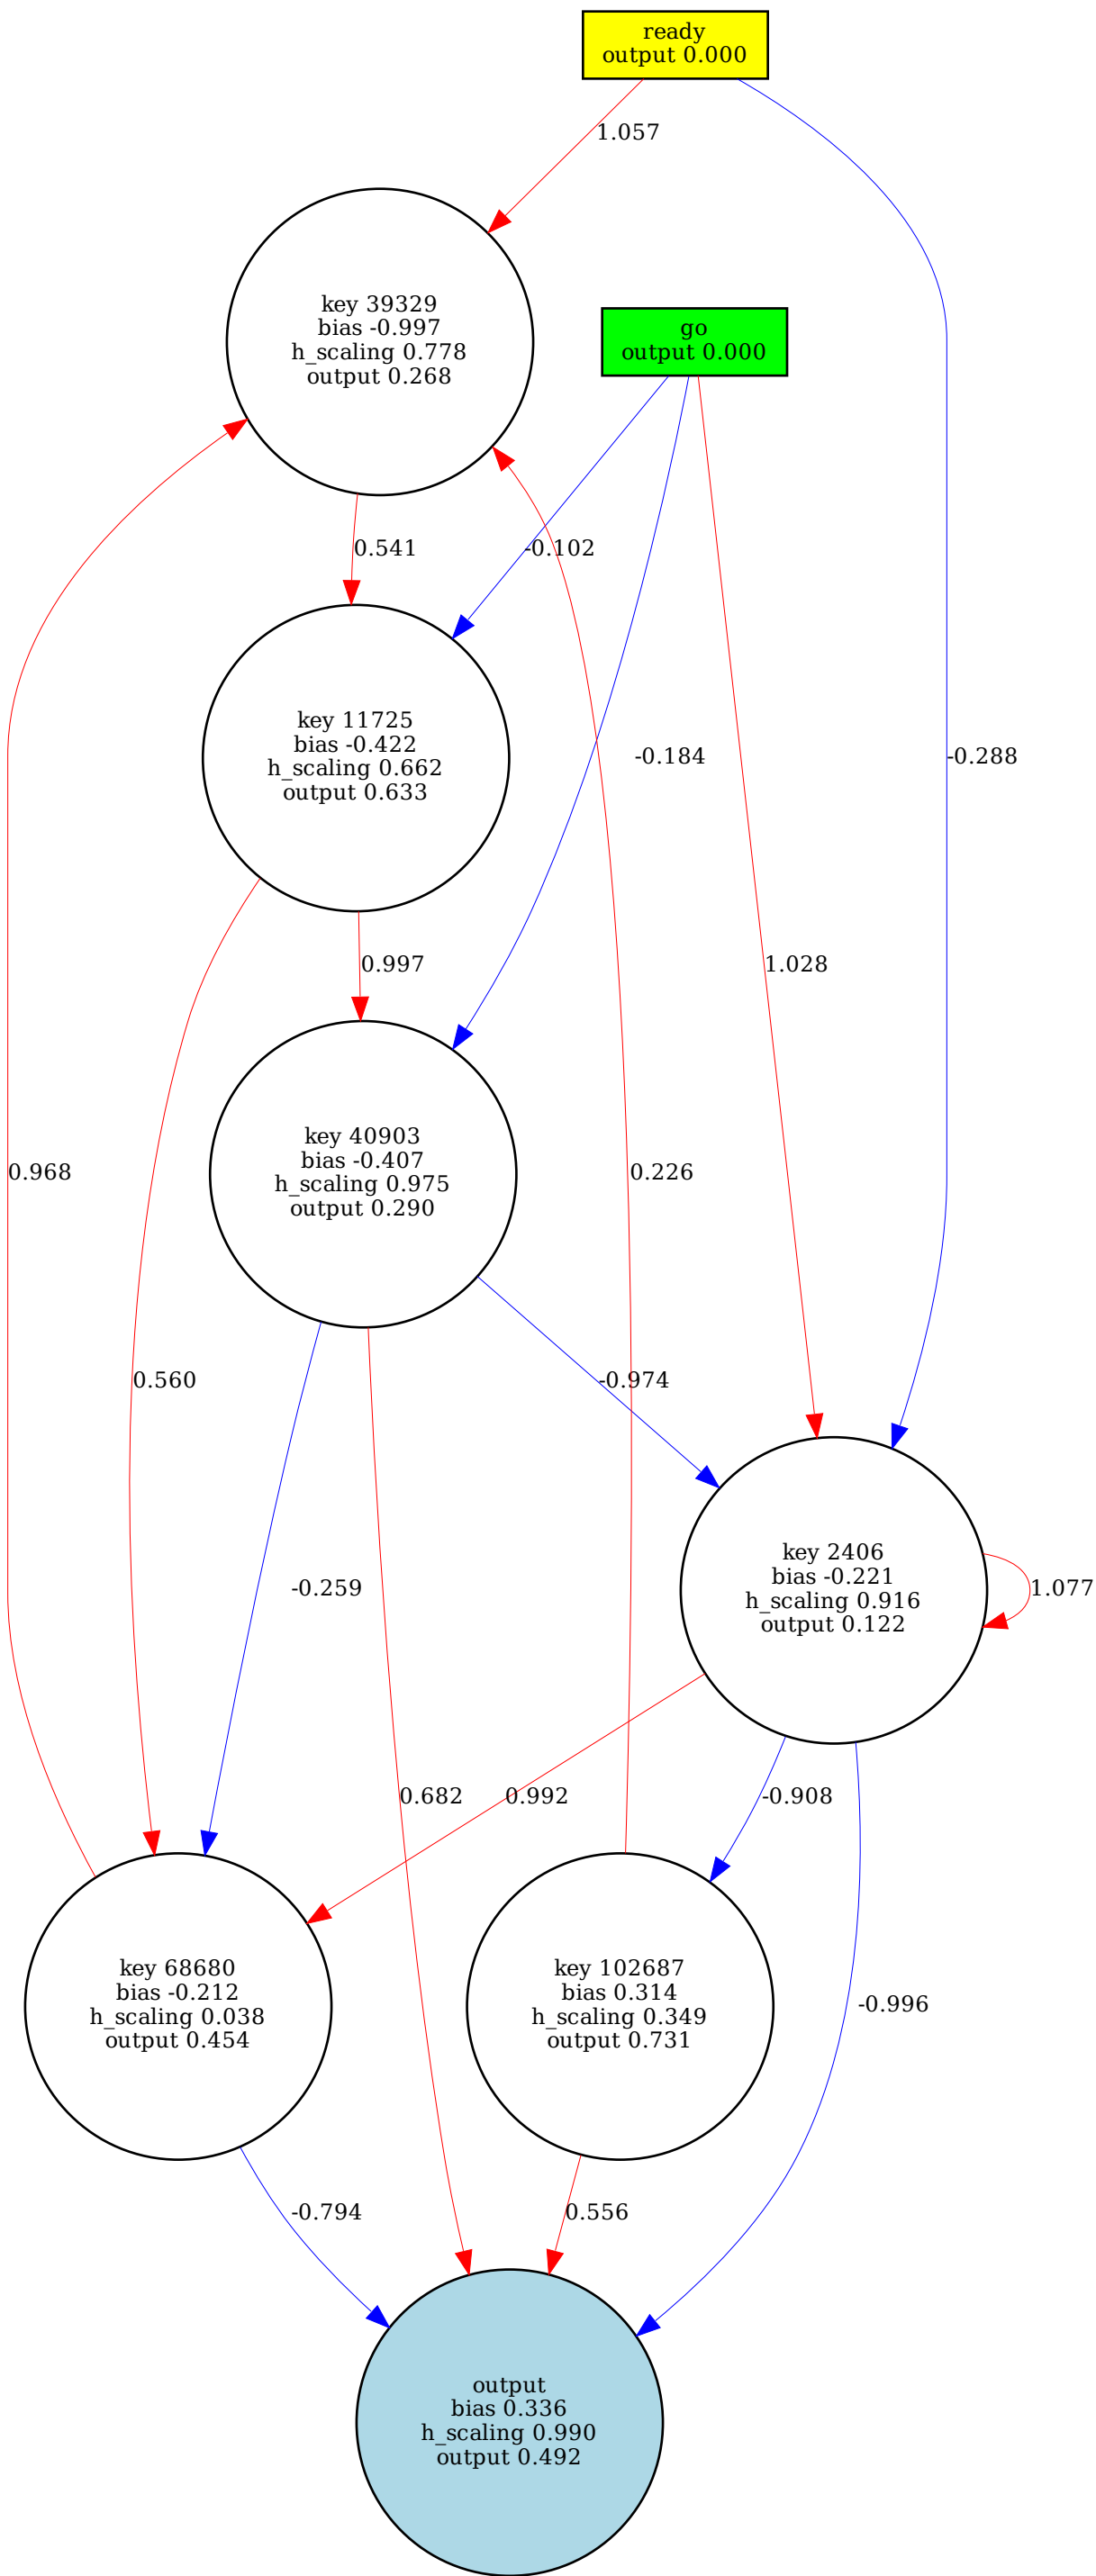 ready
output 0.000
1.057
key 39329
bias -0.997
h_scaling 0.778
output 0.268
go
output 0.000
0.541
-0.102
key 11725
bias -0.422
h_scaling 0.662
output 0.633
-0.184
-0.288
0.997
1.028
key 40903
bias -0.407
h_scaling 0.975
output 0.290
0.968
0.226
0.560
-0.974
key 2406
bias -0.221
h_scaling 0.916
output 0.122
-0.259
1.077
0.682
0.992
-0.908
key 68680
bias -0.212
h_scaling 0.038
output 0.454
key 102687
bias 0.314
h_scaling 0.349
output 0.731
-0.996
-0.794
0.556
output
bias 0.336
h_scaling 0.990
output 0.492